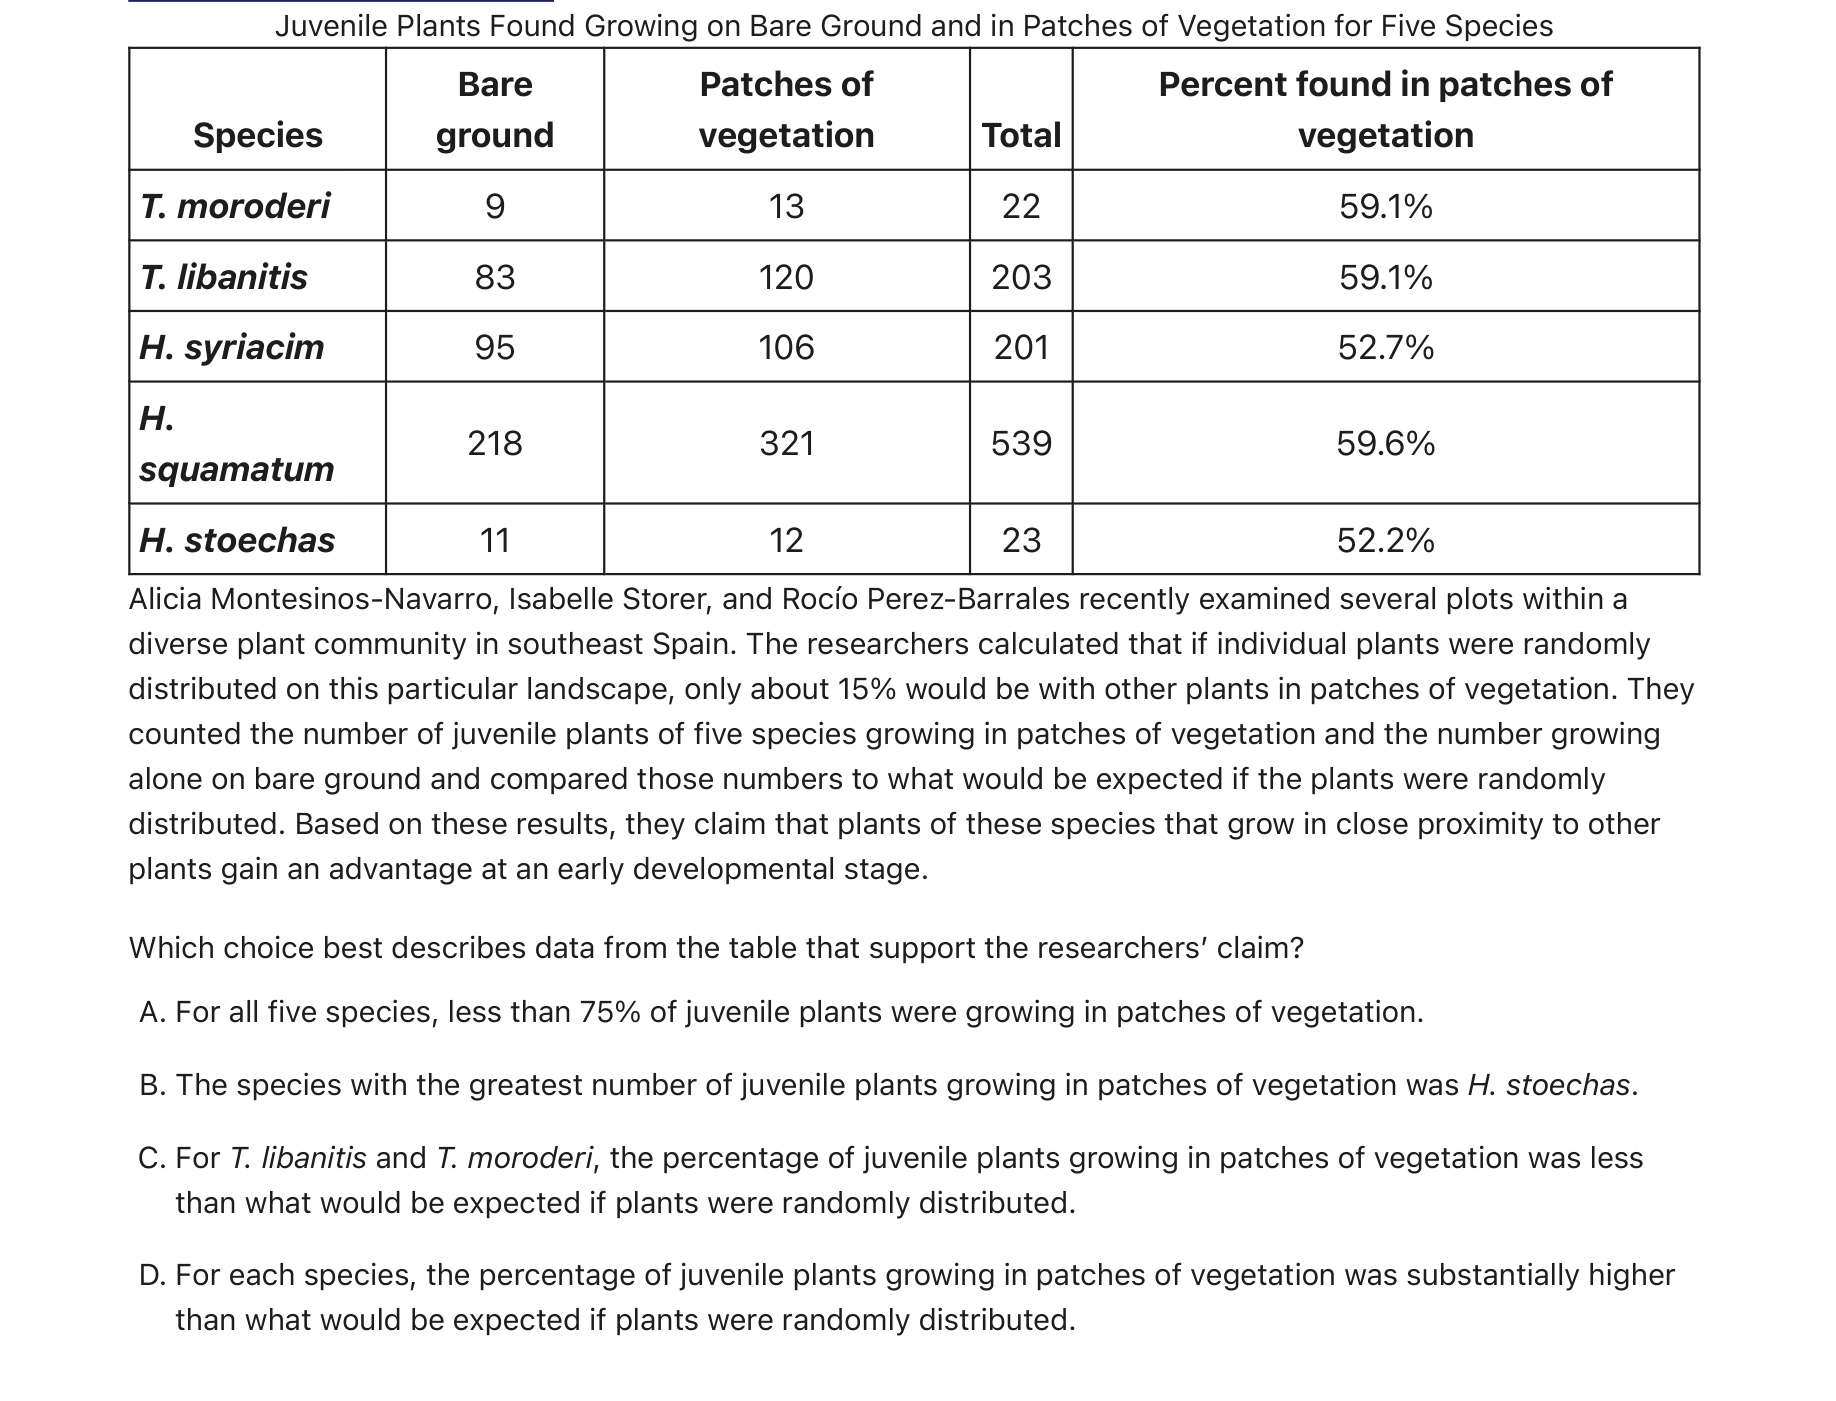 Juvenile Plants Found Growing on Bare Ground and in Patches of Vegetation for Five Species
Species Bare ground Patches of vegetation Total Percent found in patches of vegetation
T. moroderi 9 13 22 59.1%
T. libanitis 83 120 203 59.1%
H. syriacim 95 106 201 52.7%
H. squamatum 218 321 539 59.6%
H. stoechas 11 12 23 52.2%
Alicia Montesinos-Navarro, Isabelle Storer, and Rocío Perez-Barrales recently examined several plots within a
diverse plant community in southeast Spain. The researchers calculated that if individual plants were randomly
distributed on this particular landscape, only about 15% would be with other plants in patches of vegetation. They
counted the number of juvenile plants of five species growing in patches of vegetation and the number growing
alone on bare ground and compared those numbers to what would be expected if the plants were randomly
distributed. Based on these results, they claim that plants of these species that grow in close proximity to other
plants gain an advantage at an early developmental stage.
Which choice best describes data from the table that support the researchers’ claim?
A. For all five species, less than 75% of juvenile plants were growing in patches of vegetation.
B. The species with the greatest number of juvenile plants growing in patches of vegetation was H. stoechas.
C. For T. libanitis and T. moroderi, the percentage of juvenile plants growing in patches of vegetation was less
than what would be expected if plants were randomly distributed.
D. For each species, the percentage of juvenile plants growing in patches of vegetation was substantially higher
than what would be expected if plants were randomly distributed.